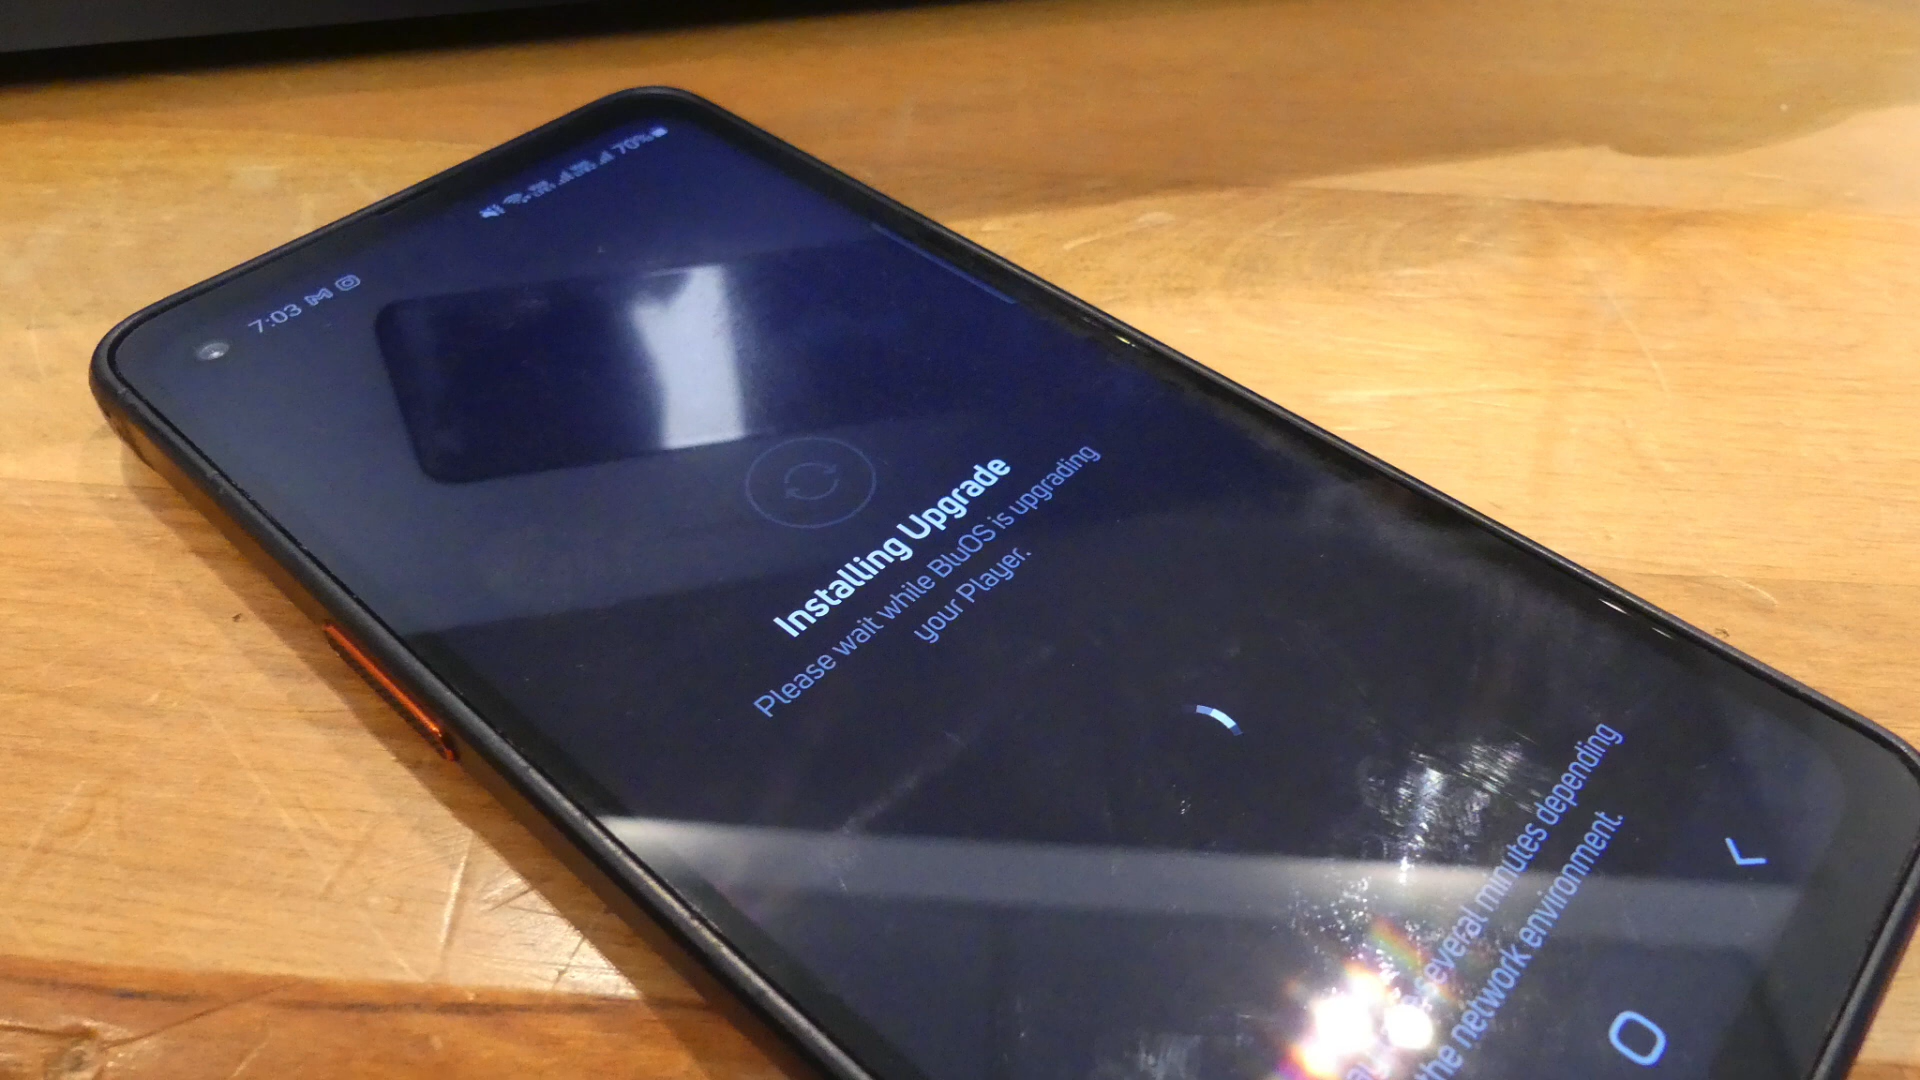 7:03
70%
Installing Upgrade
Please wait while BluOS is upgrading
your Player.
several minutes depending
the network environment.